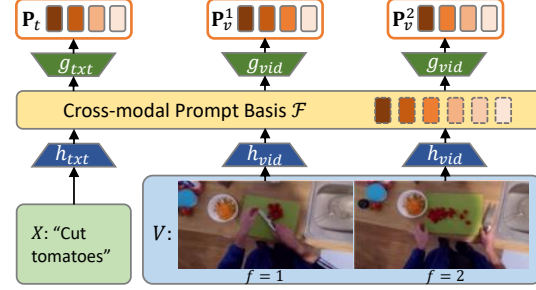 P_t P_v^1 P_v^2
g_txt g_vid g_vid
Cross-modal Prompt Basis ℱ
h_txt h_vid h_vid
X: “Cut
tomatoes”
V:
f = 1 f = 2